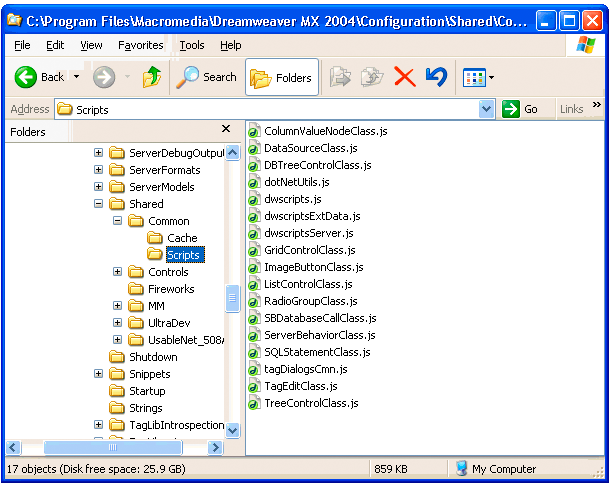 C:\Program Files\Macromedia\Dreamweaver MX 2004\Configuration\Shared\Co...
File Edit View Favorites Tools Help
Back Search Folders
Address Scripts Go Links »
Folders x
ServerDebugOutpu
ServerFormats
ServerModels
Shared
Common
Cache
Scripts
Controls
Fireworks
MM
UltraDev
UsableNet_508
Shutdown
Snippets
Startup
Strings
TagLibIntrospection
ColumnValueNodeClass.js
DataSourceClass.js
DBTreeControlClass.js
dotNetUtils.js
dwscripts.js
dwscriptsExtData.js
dwscriptsServer.js
GridControlClass.js
ImageButtonClass.js
ListControlClass.js
RadioGroupClass.js
SBDatabaseCallClass.js
ServerBehaviorClass.js
SQLStatementClass.js
tagDialogsCmn.js
TagEditClass.js
TreeControlClass.js
17 objects (Disk free space: 25.9 GB) 859 KB My Computer